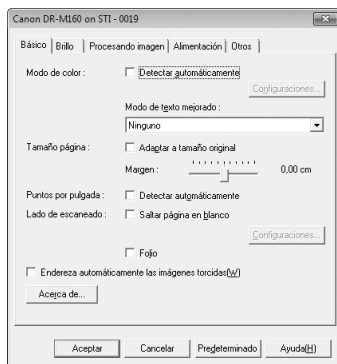 Canon DR-M160 on STI - 0019
Básico Brillo Procesando imagen Alimentación Otros
Modo de color : Detectar automáticamente
Configuraciones...
Modo de texto mejorado :
Ninguno
Tamaño página : Adaptar a tamaño original
Margen : 0,00 cm
Puntos por pulgada : Detectar automáticamente
Lado de escaneado : Saltar página en blanco
Configuraciones...
Folio
Endereza automáticamente las imágenes torcidas(W)
Acerca de...
Aceptar Cancelar Predeterminado Ayuda(H)